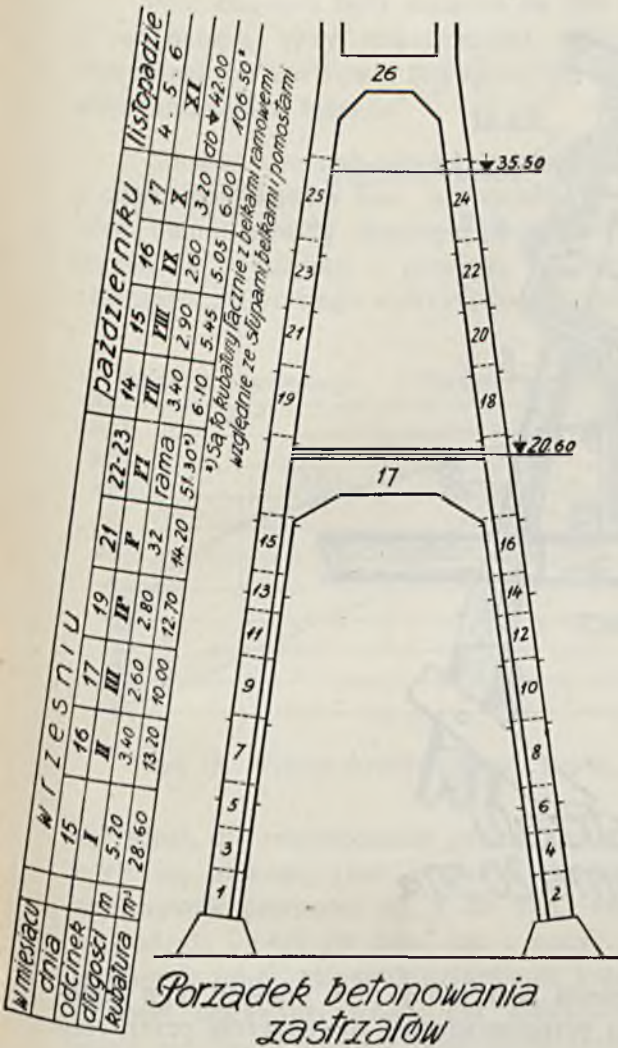 w miesiącu września październiku listopadzie
dnia 15 16 17 19 21 22-23 14 15 16 17 4 - 5 - 6
odcinek I II III IV V VI VII VIII IX X XI
długości m 5.20 3.40 2.60 2.80 32 rama 3.40 2.90 2.60 3.20 do 42.00
kubatura m³ 28.60 13.20 10.00 12.70 14.20 51.30*) 6.10 5.45 5.05 6.00 106.50*
*) Są to kubatury łącznie z belkami ramowemi
względnie ze słupami, belkami i pomostami
26
35.50
25 24
23 22
21 20
19 18
20.60
17
15 16
13 14
11 12
9 10
7 8
5 6
3 4
1 2
Porządek betonowania
zastrzałów